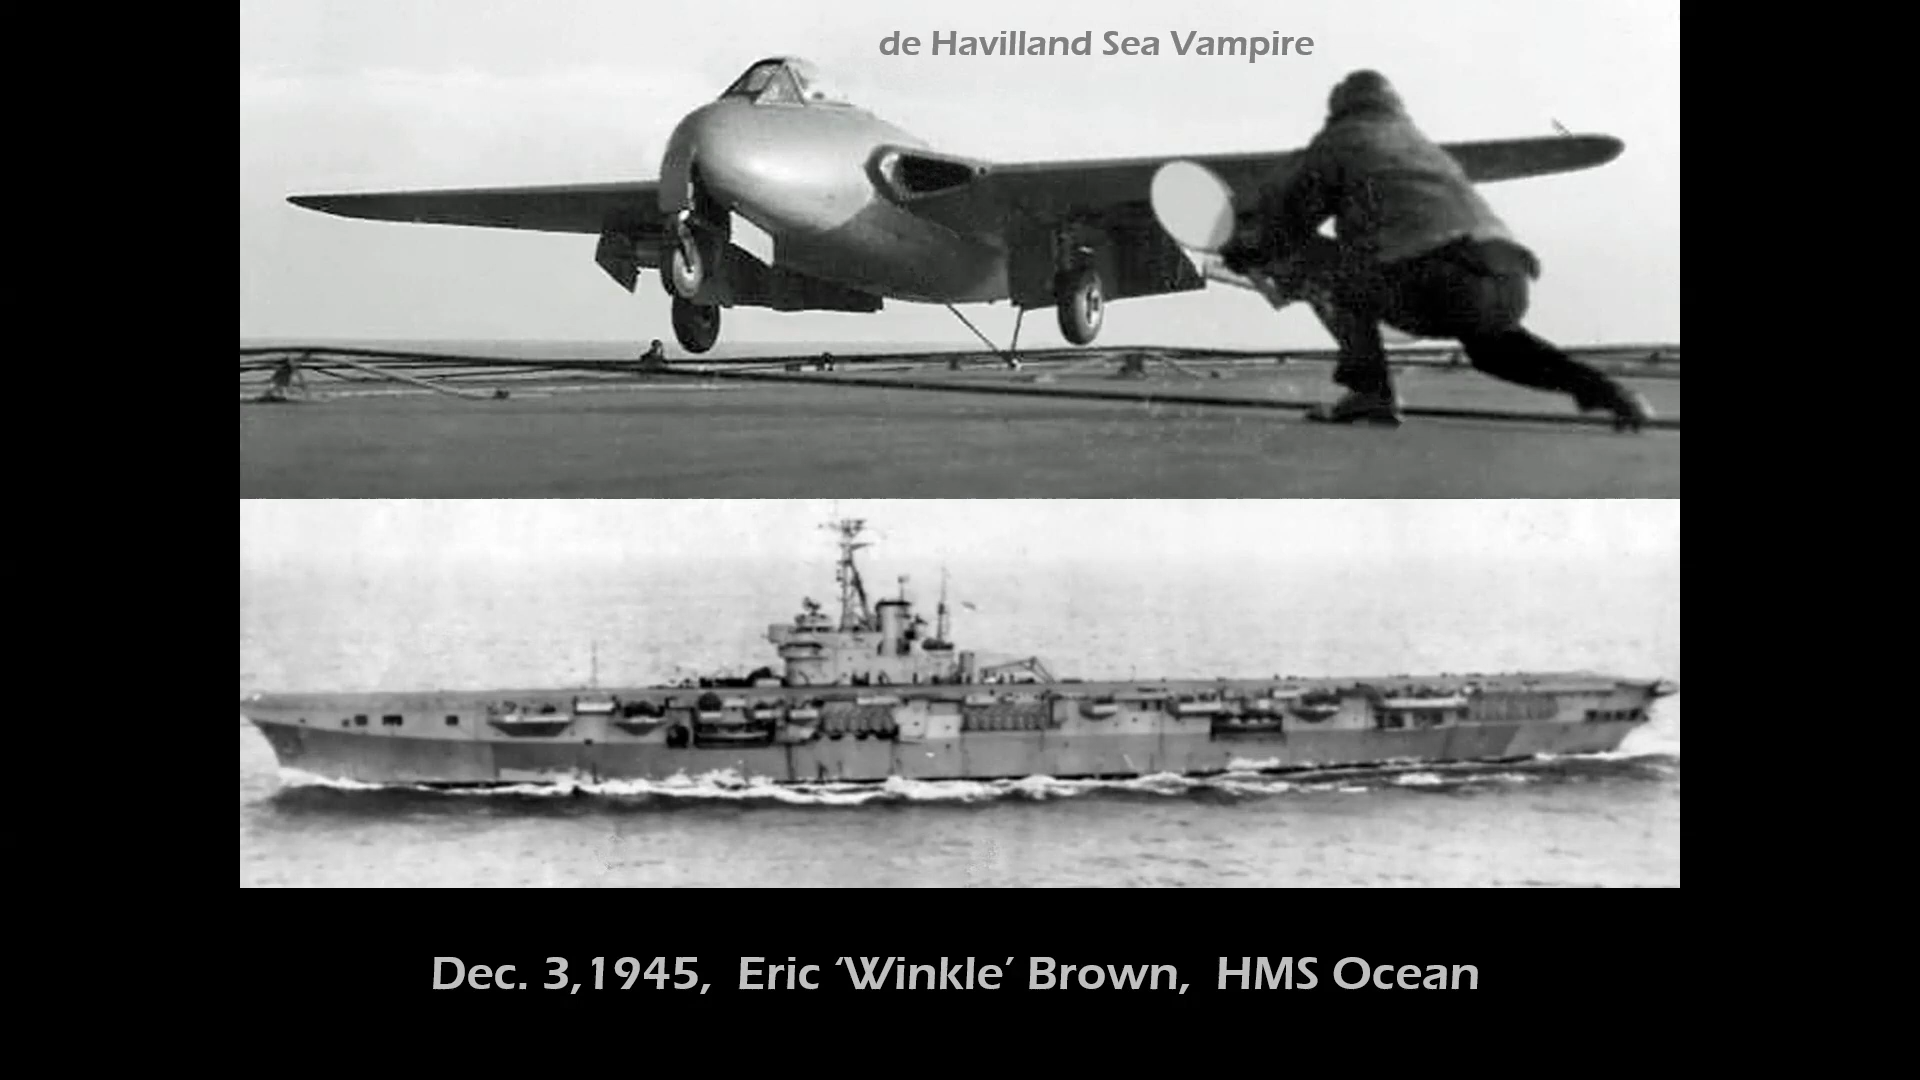 de Havilland Sea Vampire
Dec. 3,1945,  Eric ‘Winkle’ Brown,  HMS Ocean